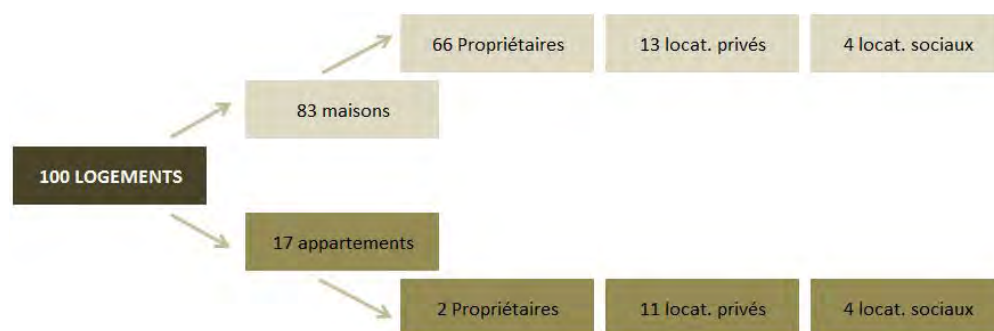 66 Propriétaires
13 locat. privés
4 locat. sociaux
83 maisons
100 LOGEMENTS
17 appartements
2 Propriétaires
11 locat. privés
4 locat. sociaux